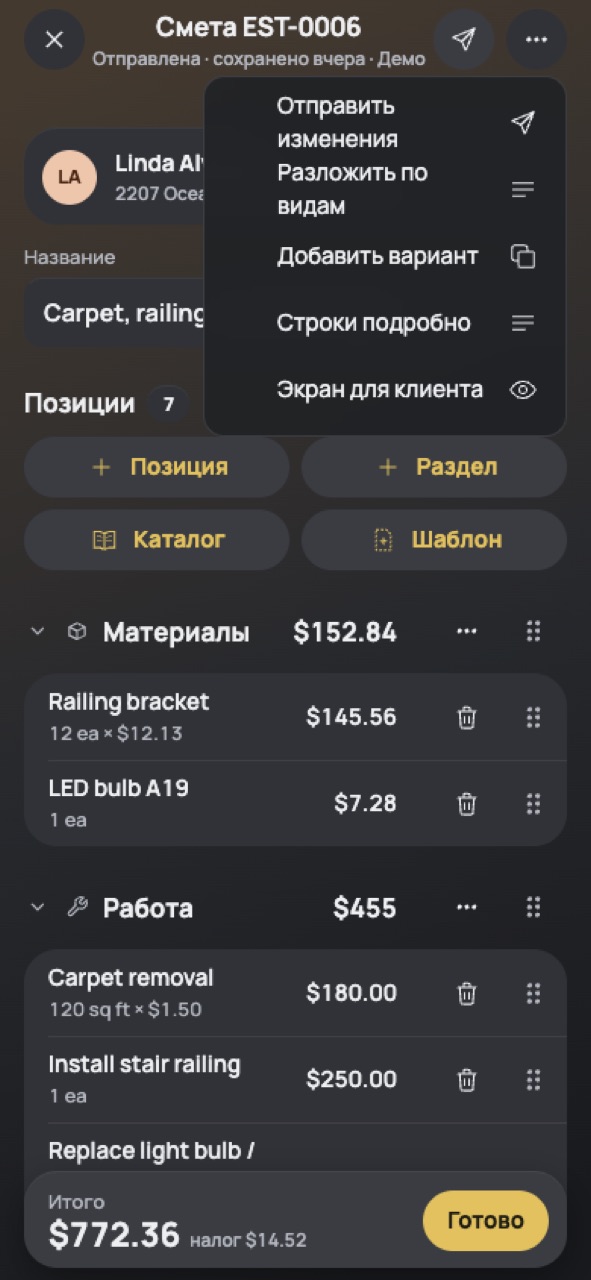 Смета EST-0006
Отправлена · сохранено вчера · Демо
Отправить
изменения
Разложить по
видам
Добавить вариант
Строки подробно
Экран для клиента
LA
Linda
2207
Название
Carpet, railing
Позиции 7
+ Позиция
+ Раздел
Каталог
Шаблон
Материалы $152.84
Railing bracket
12 ea × $12.13
$145.56
LED bulb A19
1 ea
$7.28
Работа $455
Carpet removal
120 sq ft × $1.50
$180.00
Install stair railing
1 ea
$250.00
Replace light bulb /
Итого
$772.36 налог $14.52
Готово